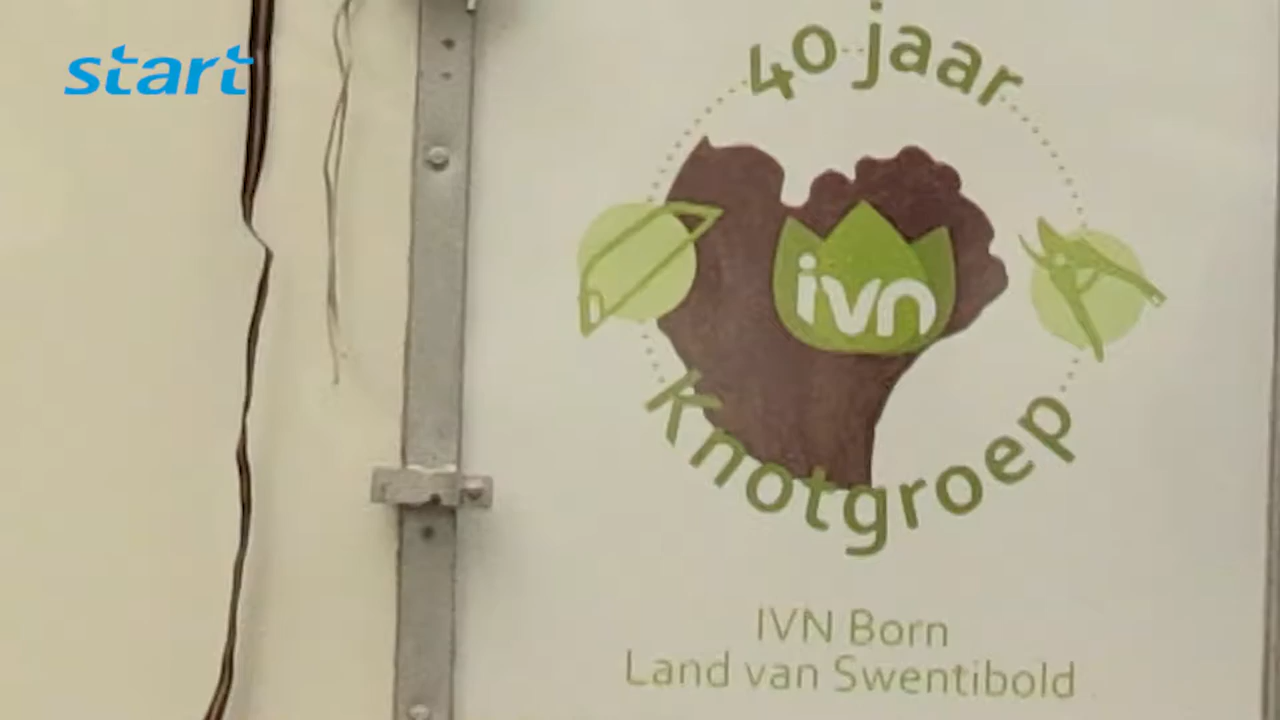 start
40 jaar
ivn
Knotgroep
IVN Born
Land van Swentibold